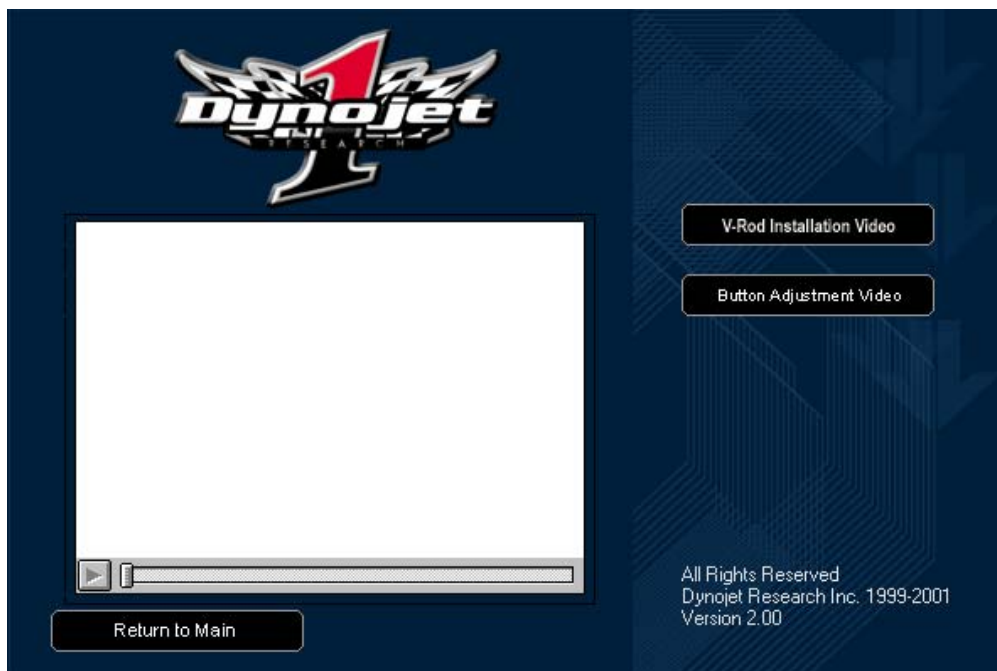 1
Dynojet
RESEARCH
V-Rod Installation Video
Button Adjustment Video
All Rights Reserved
Dynojet Research Inc. 1999-2001
Version 2.00
Return to Main